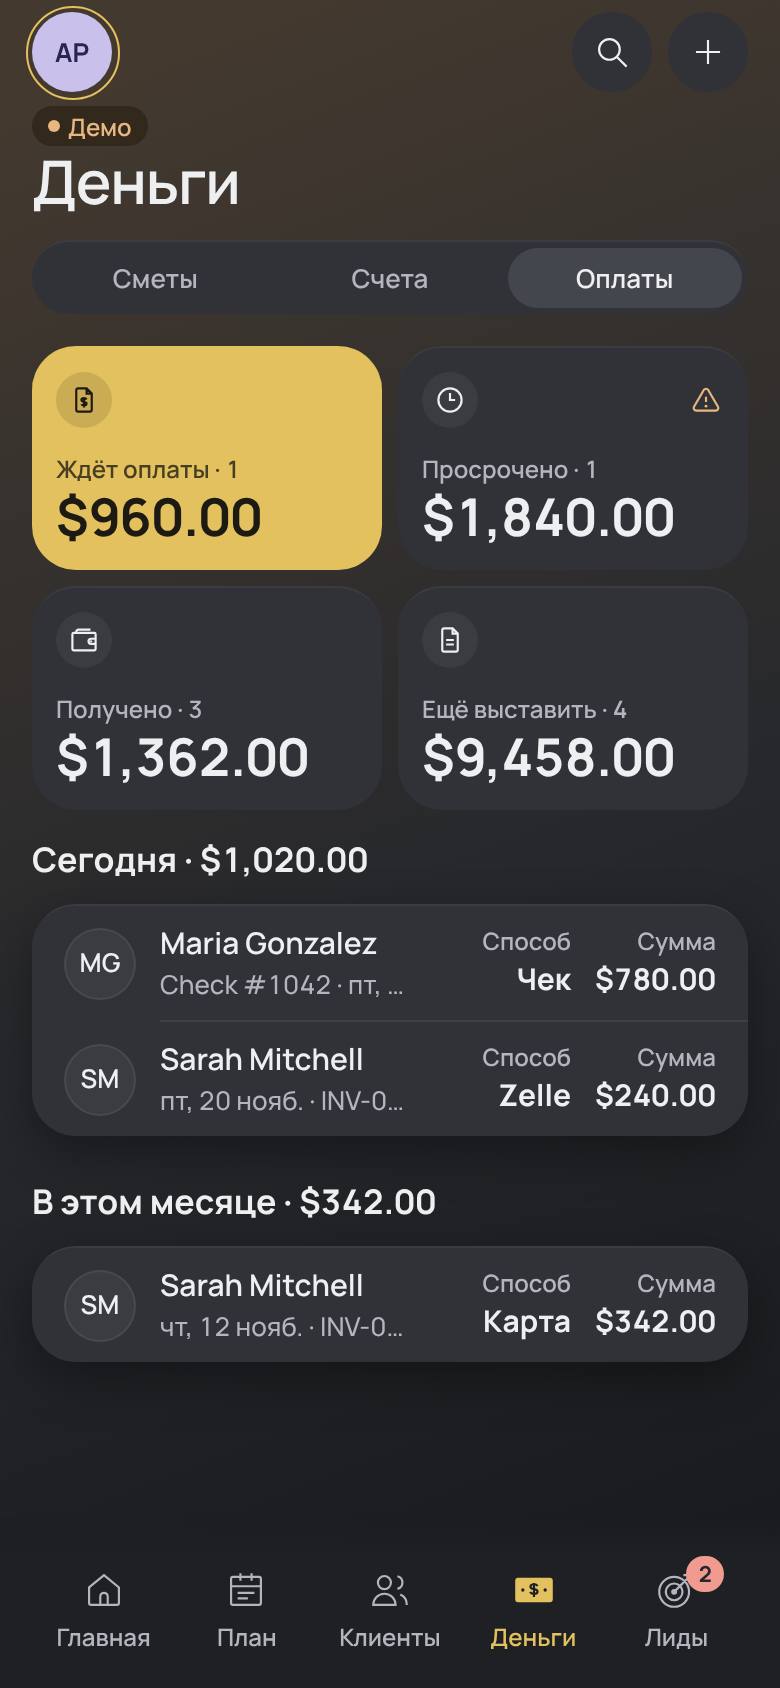 AP
Демо
Деньги
Сметы Счета Оплаты
Ждёт оплаты · 1
$960.00
Просрочено · 1
$1,840.00
Получено · 3
$1,362.00
Ещё выставить · 4
$9,458.00
Сегодня · $1,020.00
MG
Maria Gonzalez
Check #1042 · пт, ...
Способ
Чек
Сумма
$780.00
SM
Sarah Mitchell
пт, 20 нояб. · INV-0...
Способ
Zelle
Сумма
$240.00
В этом месяце · $342.00
SM
Sarah Mitchell
чт, 12 нояб. · INV-0...
Способ
Карта
Сумма
$342.00
2
Главная План Клиенты Деньги Лиды